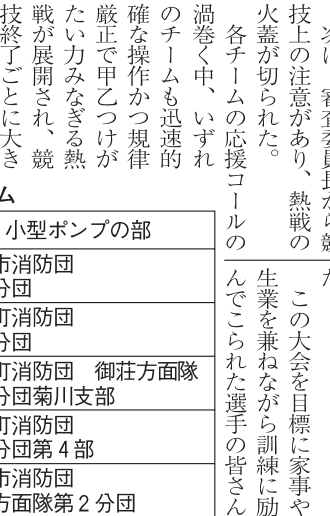 次に、審査委員長から競
技上の注意があり、熱戦の
火蓋が切られた。
各チームの応援コールの
渦巻く中、いずれ
のチームも迅速的
確な操作かつ規律
厳正で甲乙つけが
たい力みなぎる熱
戦が展開され、競
技終了ごとに大き
た
この大会を目標に家事や
生業を兼ねながら訓練に励
んでこられた選手の皆さん
ム
小型ポンプの部
市消防団
分団
町消防団
分団
町消防団 御荘方面隊
分団菊川支部
町消防団
分団第4部
市消防団
方面隊第2分団